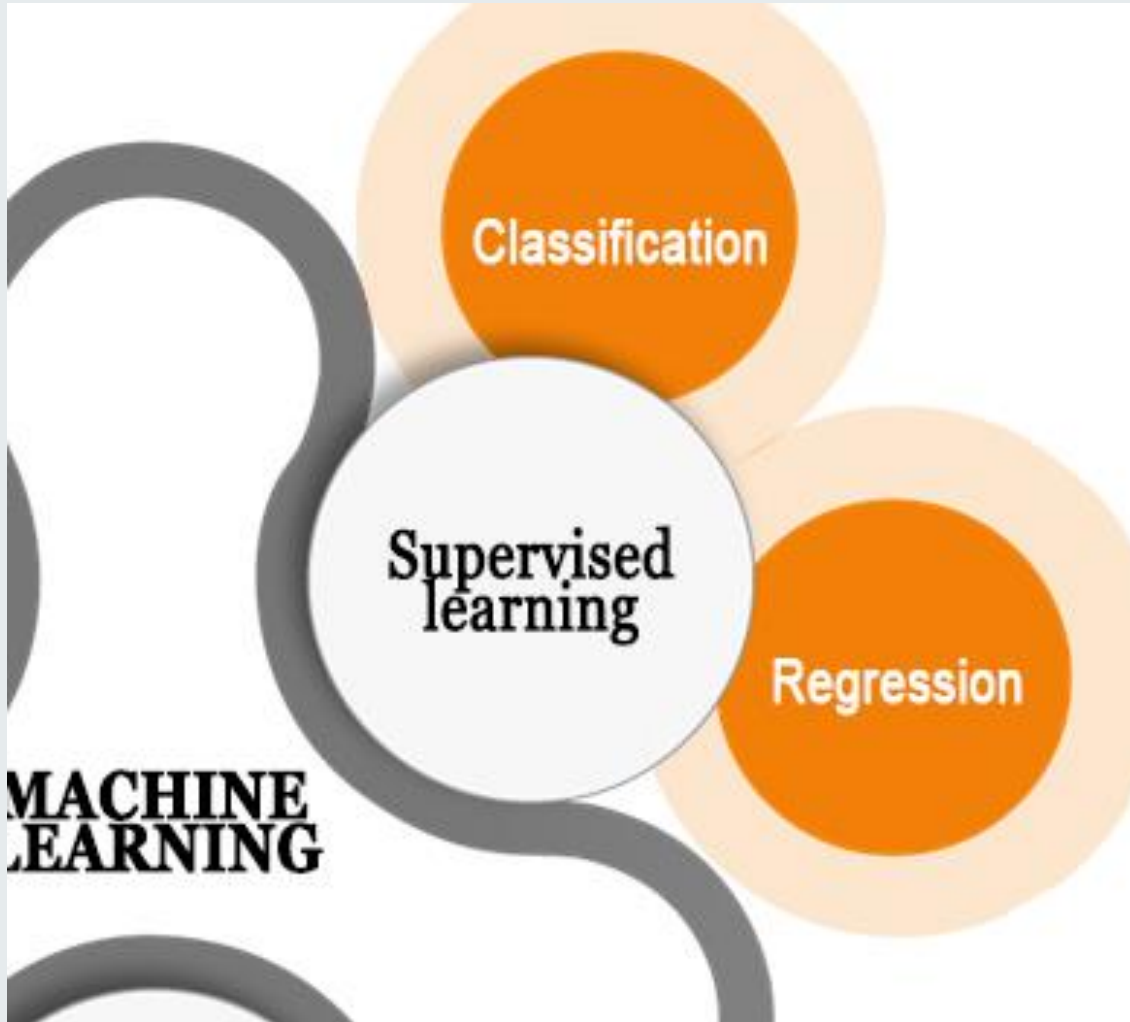 Classification
Supervised
learning
Regression
MACHINE
LEARNING